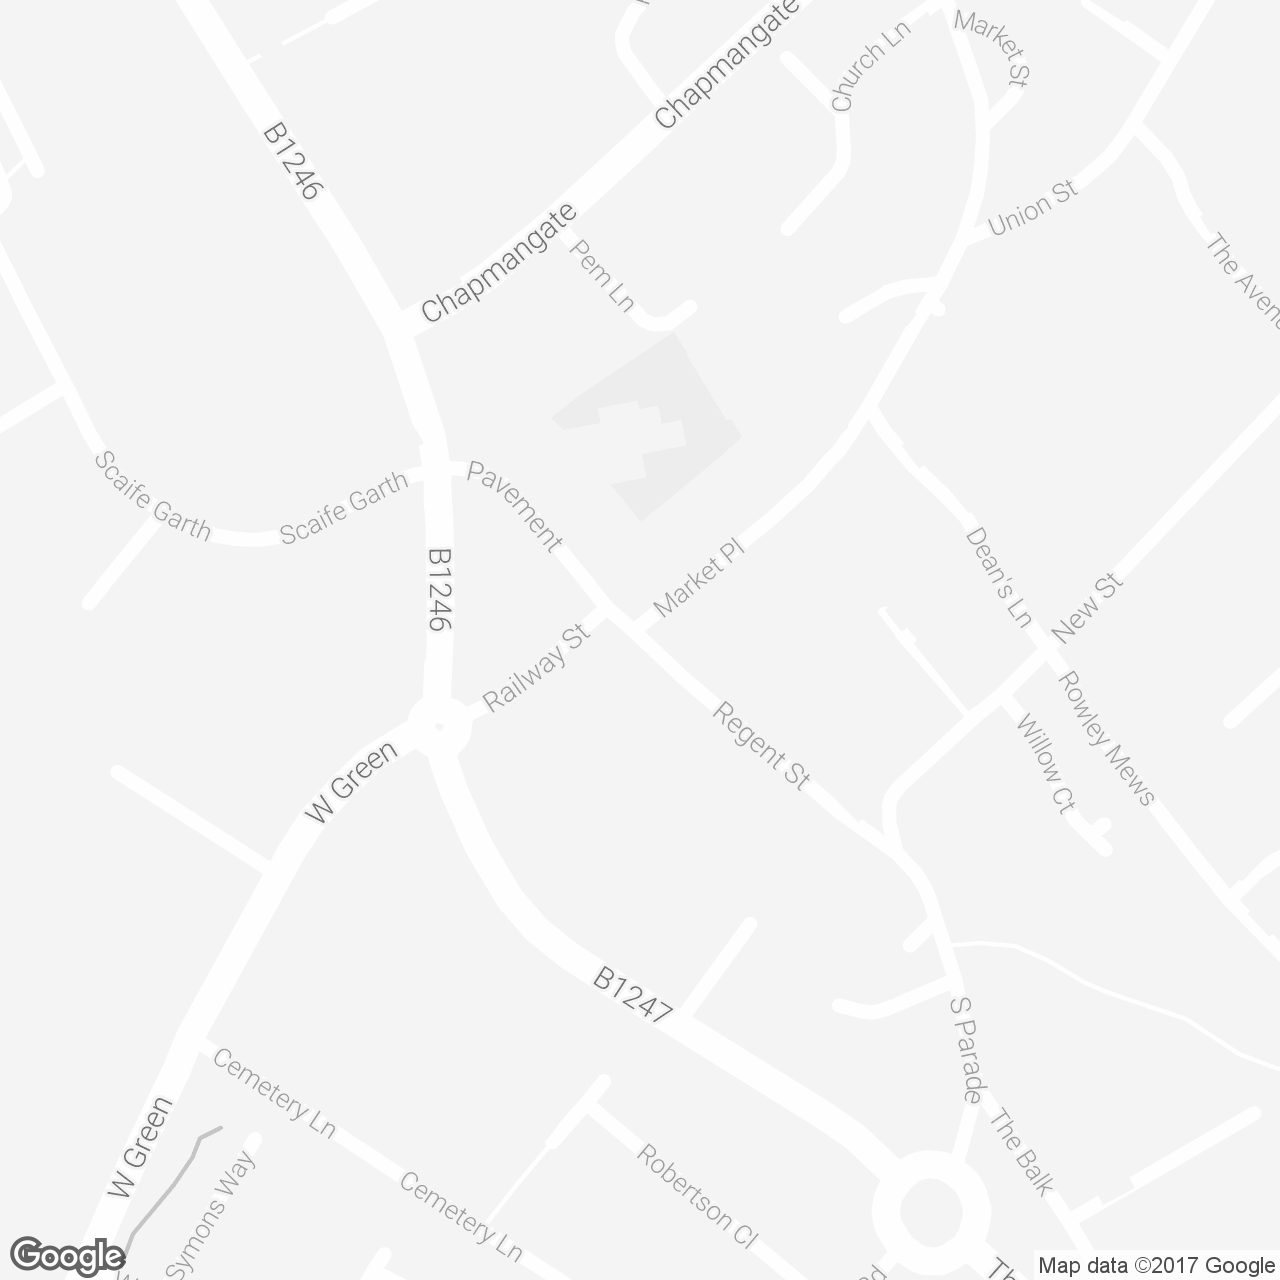 Chapmangate
Church Ln
Market St
B1246
Union St
Chapmangate
Pem Ln
Scaife Garth
Scaife Garth
Pavement
B1246
Market Pl
Dean's Ln
New St
Railway St
Regent St
Rowley Mews
Willow Ct
W Green
B1247
S Parade
Cemetery Ln
W Green
The Balk
Robertson Cl
Symons Way
Cemetery Ln
Google
Map data ©2017 Google